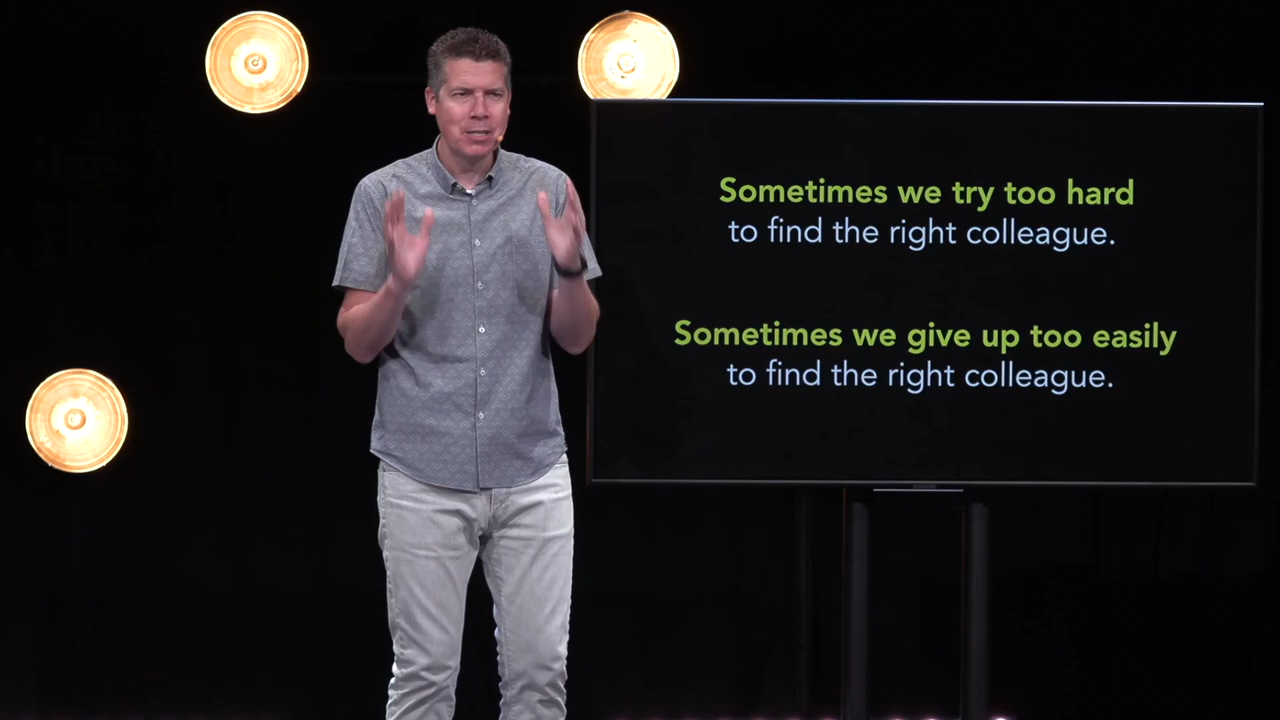 Sometimes we try too hard
to find the right colleague.
Sometimes we give up too easily
to find the right colleague.